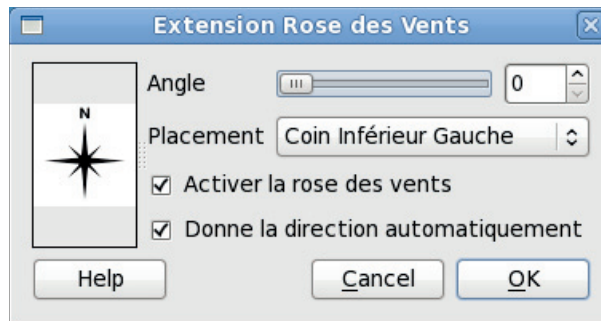 Extension Rose des Vents
Angle 0
N
Placement Coin Inférieur Gauche
Activer la rose des vents
Donne la direction automatiquement
Help Cancel OK